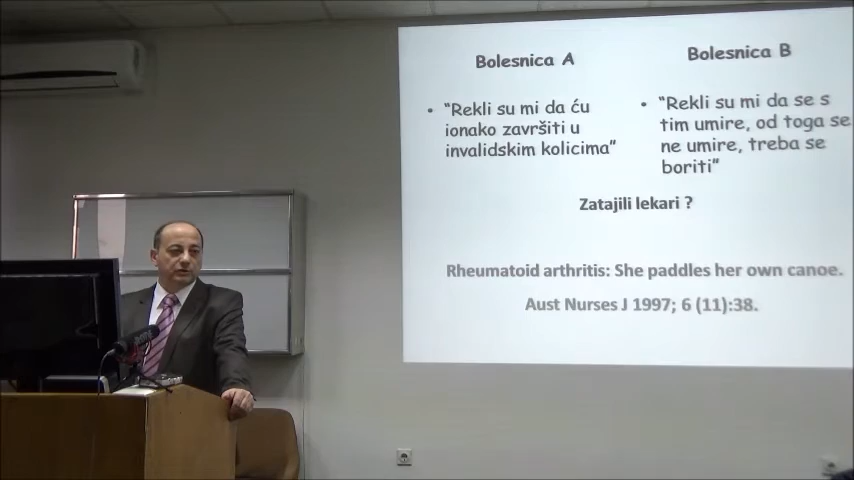 Bolesnica A
• "Rekli su mi da ću
ionako završiti u
invalidskim kolicima"
Bolesnica B
• "Rekli su mi da se s
tim umire, od toga se
ne umire, treba se
boriti"
Zatajili lekari ?
Rheumatoid arthritis: She paddles her own canoe.
Aust Nurses J 1997; 6 (11):38.